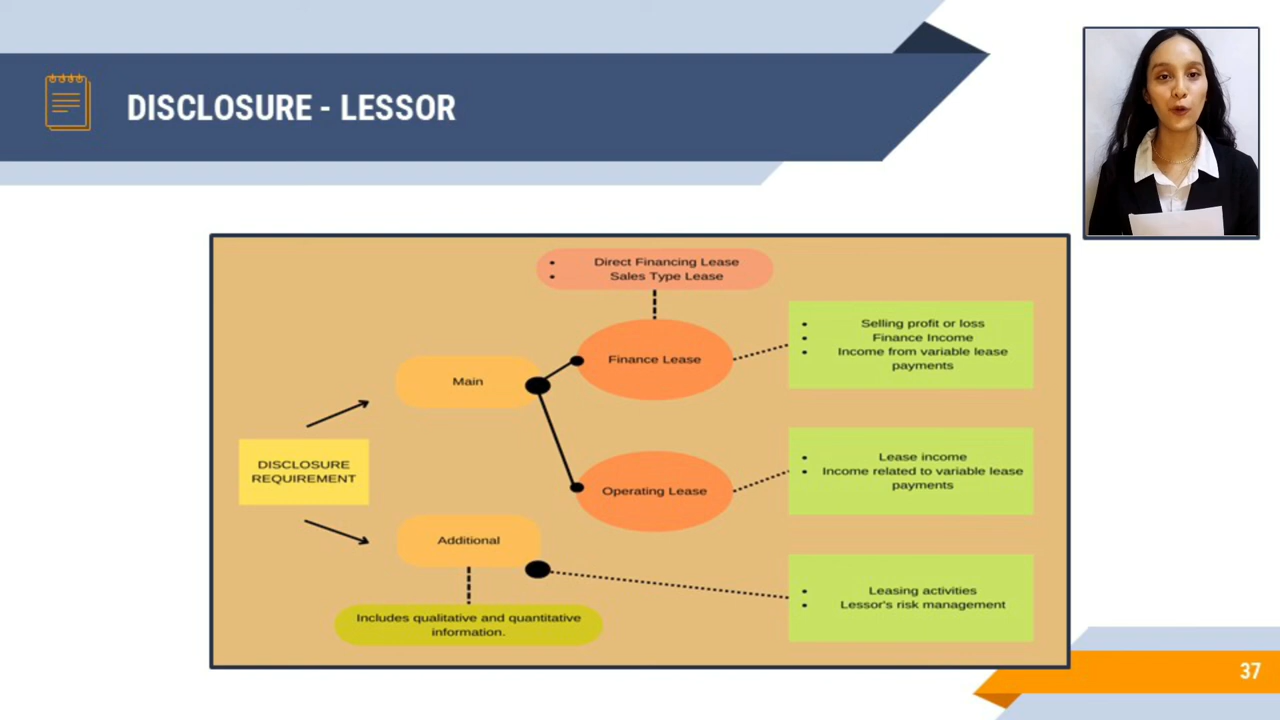 DISCLOSURE - LESSOR
• Direct Financing Lease
• Sales Type Lease
Finance Lease
• Selling profit or loss
• Finance Income
• Income from variable lease
payments
Main
DISCLOSURE
REQUIREMENT
Operating Lease
• Lease income
• Income related to variable lease
payments
Additional
• Leasing activities
• Lessor's risk management
Includes qualitative and quantitative
information.
37